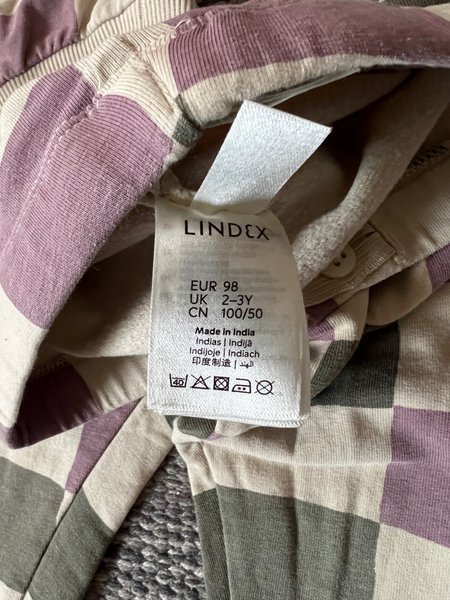 LINDEX
EUR 98
UK 2–3Y
CN 100/50
Made in India
Indias | Indijā
Indijoje | Indiach
印度制造 | الهند
40